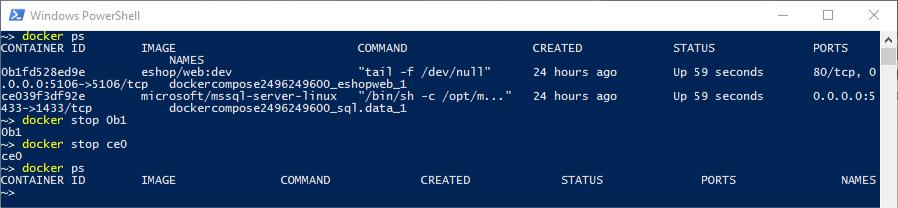 Windows PowerShell
~> docker ps
CONTAINER ID        IMAGE                          COMMAND                  CREATED             STATUS              PORTS
                        NAMES
0b1fd528ed9e        eshop/web:dev                  "tail -f /dev/null"      24 hours ago        Up 59 seconds       80/tcp, 0
.0.0.0:5106->5106/tcp   dockercompose2496249600_eshopweb_1
ce039f3df92e        microsoft/mssql-server-linux   "/bin/sh -c /opt/m..."   24 hours ago        Up 59 seconds       0.0.0.0:5
433->1433/tcp           dockercompose2496249600_sql.data_1
~> docker stop 0b1
0b1
~> docker stop ce0
ce0
~> docker ps
CONTAINER ID        IMAGE               COMMAND             CREATED             STATUS              PORTS               NAMES
~>